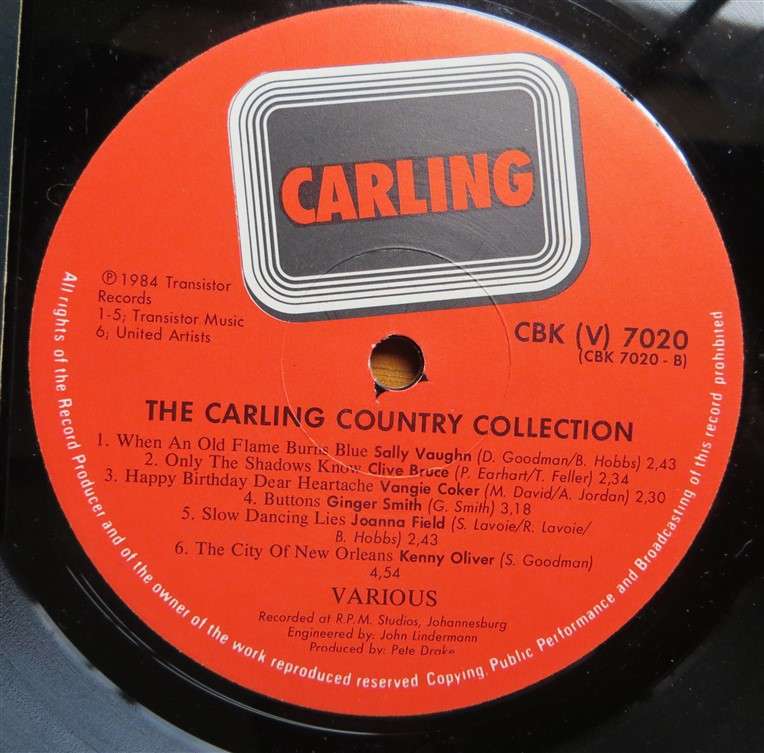 CARLING
℗ 1984 Transistor
Records
1-5; Transistor Music
6; United Artists
CBK (V) 7020
(CBK 7020 - B)
THE CARLING COUNTRY COLLECTION
1. When An Old Flame Burns Blue Sally Vaughn (D. Goodman/B. Hobbs) 2,43
2. Only The Shadows Know Clive Bruce (P. Earhart/T. Feller) 2,34
3. Happy Birthday Dear Heartache Vangie Coker (M. David/A. Jordan) 2,30
4. Buttons Ginger Smith (G. Smith) 3,18
5. Slow Dancing Lies Joanna Field (S. Lavoie/R. Lavoie/
B. Hobbs) 2,43
6. The City Of New Orleans Kenny Oliver (S. Goodman)
4,54
VARIOUS
Recorded at R.P.M. Studios, Johannesburg
Engineered by: John Lindermann
Produced by: Pete Drake
All rights of the Record Producer and of the owner of the work reproduced reserved Copying, Public Performance and Broadcasting of this record prohibited